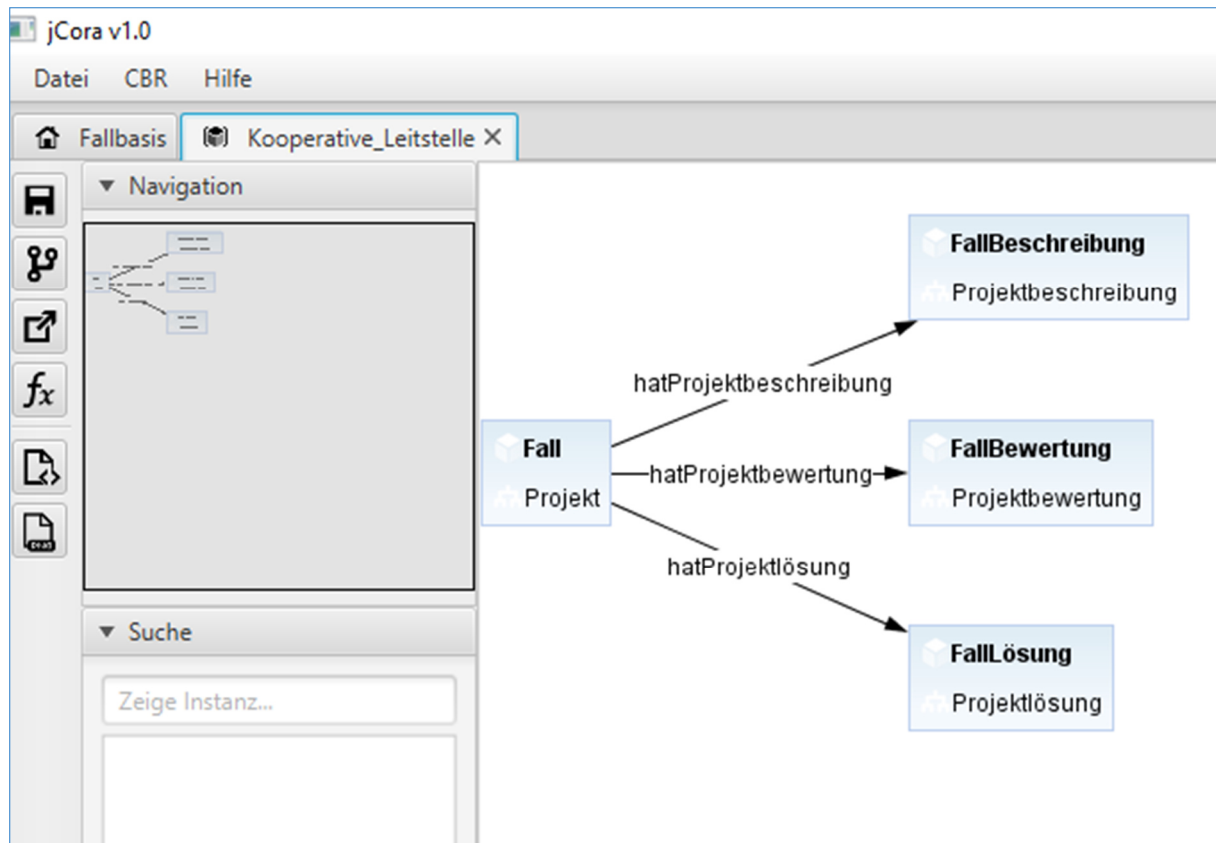 jCora v1.0
Datei CBR Hilfe
Fallbasis Kooperative_Leitstelle
Navigation
Suche
Zeige Instanz...
fx
Fall
Projekt
hatProjektbeschreibung
hatProjektbewertung
hatProjektlösung
FallBeschreibung
Projektbeschreibung
FallBewertung
Projektbewertung
FallLösung
Projektlösung